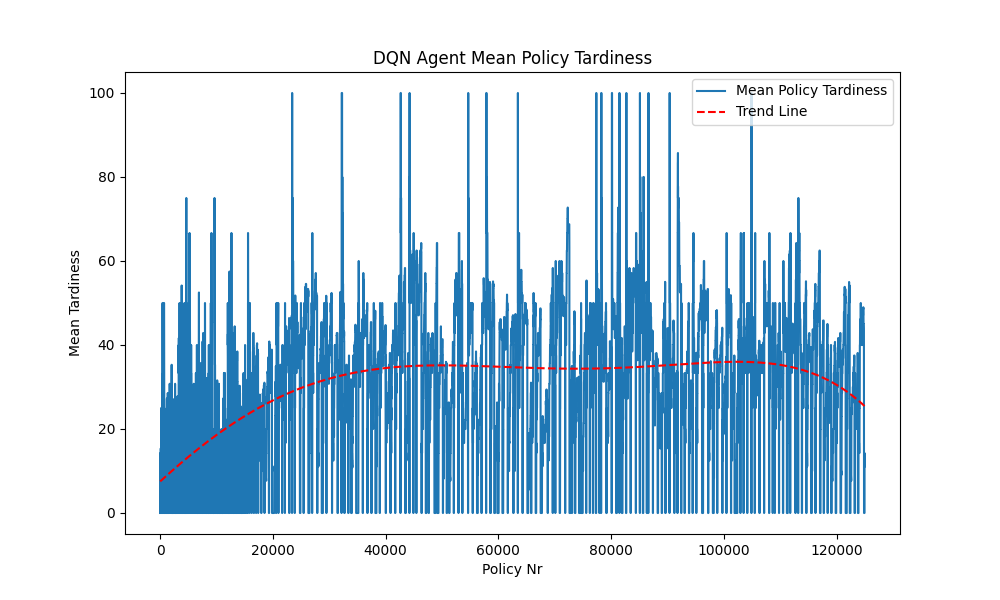 DQN Agent Mean Policy Tardiness
Mean Policy Tardiness
Trend Line
Mean Tardiness
100
80
60
40
20
0
0 20000 40000 60000 80000 100000 120000
Policy Nr